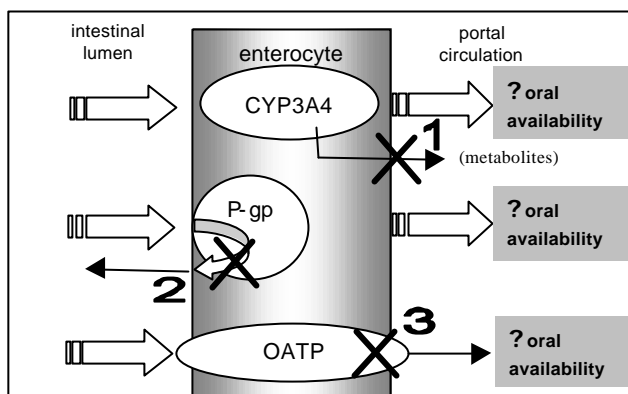 intestinal
lumen
enterocyte
portal
circulation
CYP3A4
? oral
availability
1
(metabolites)
P-gp
? oral
availability
2
3
OATP
? oral
availability